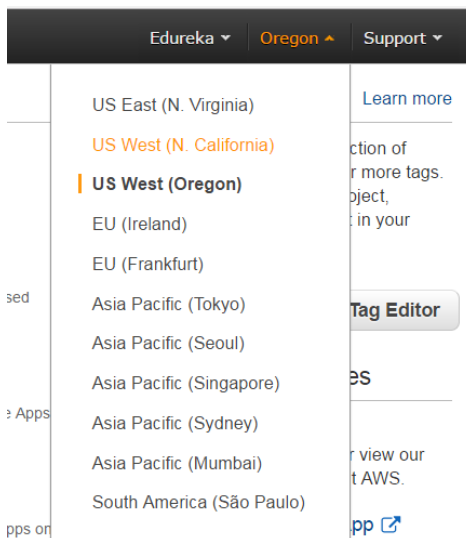 Edureka Oregon Support
US East (N. Virginia)
Learn more
US West (N. California)
ction of
r more tags.
US West (Oregon)
oject,
EU (Ireland)
t in your
EU (Frankfurt)
sed
Asia Pacific (Tokyo)
Tag Editor
Asia Pacific (Seoul)
Asia Pacific (Singapore)
es
e Apps
Asia Pacific (Sydney)
Asia Pacific (Mumbai)
r view our
t AWS.
South America (São Paulo)
pps on
pp